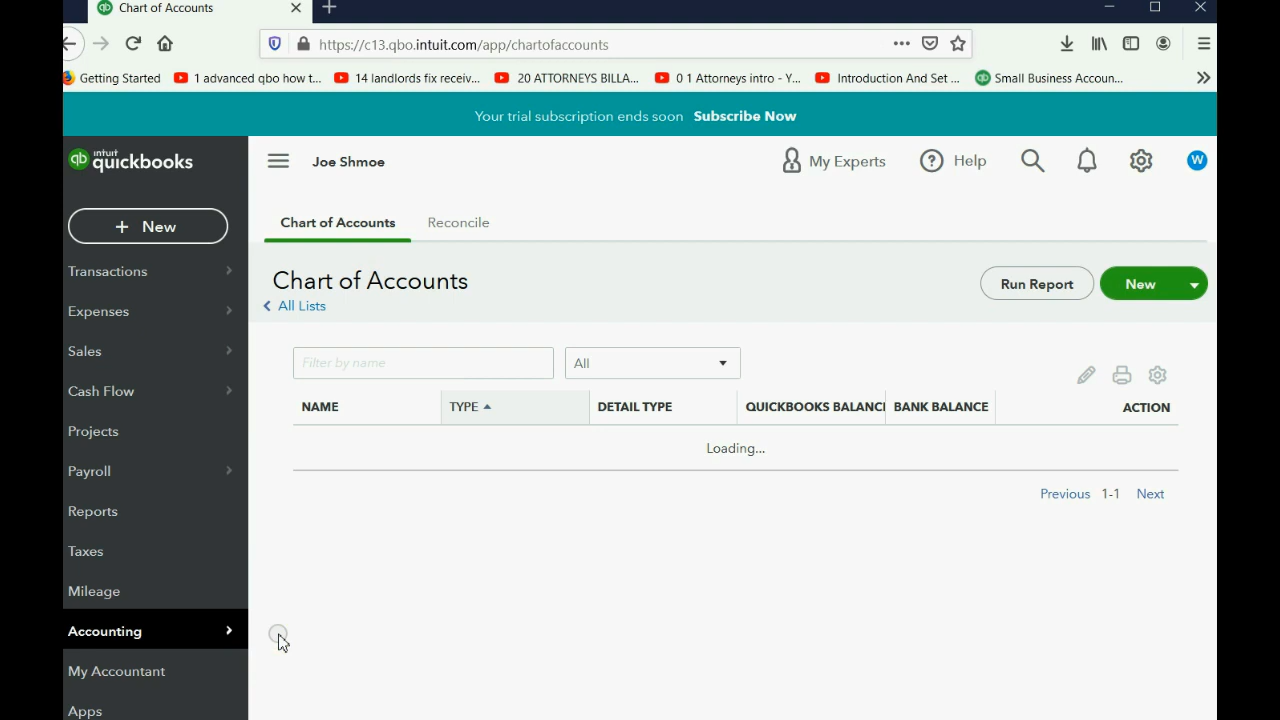 Chart of Accounts
https://c13.qbo.intuit.com/app/chartofaccounts
Getting Started
1 advanced qbo how t...
14 landlords fix receiv...
20 ATTORNEYS BILLA...
0 1 Attorneys intro - Y...
Introduction And Set ...
Small Business Accoun...
Your trial subscription ends soon Subscribe Now
qb intuit quickbooks
Joe Shmoe
My Experts
Help
W
+ New
Transactions
Expenses
Sales
Cash Flow
Projects
Payroll
Reports
Taxes
Mileage
Accounting
My Accountant
Apps
Chart of Accounts
Reconcile
Chart of Accounts
All Lists
Run Report
New
Filter by name
All
NAME
TYPE
DETAIL TYPE
QUICKBOOKS BALANC
BANK BALANCE
ACTION
Loading...
Previous 1-1 Next